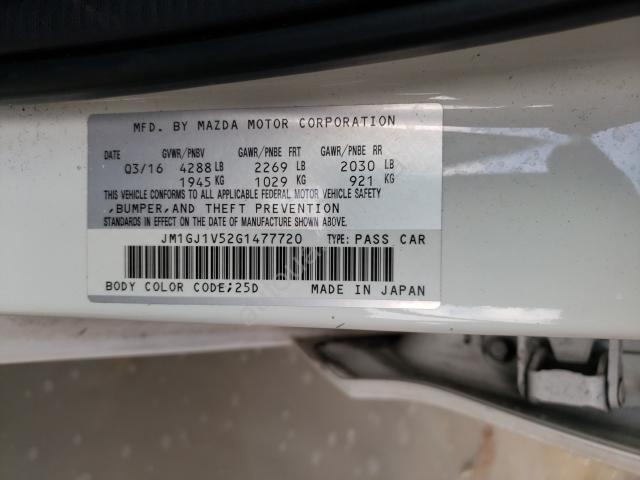 MFD. BY MAZDA MOTOR CORPORATION
DATE GVWR/PNBV GAWR/PNBE FRT GAWR/PNBE RR
03/16 4288 LB 2269 LB 2030 LB
1945 KG 1029 KG 921 KG
THIS VEHICLE CONFORMS TO ALL APPLICABLE FEDERAL MOTOR VEHICLE SAFETY
,BUMPER,AND THEFT PREVENTION
STANDARDS IN EFFECT ON THE DATE OF MANUFACTURE SHOWN ABOVE.
JM1GJ1V52G1477720 TYPE: PASS CAR
BODY COLOR CODE;25D MADE IN JAPAN